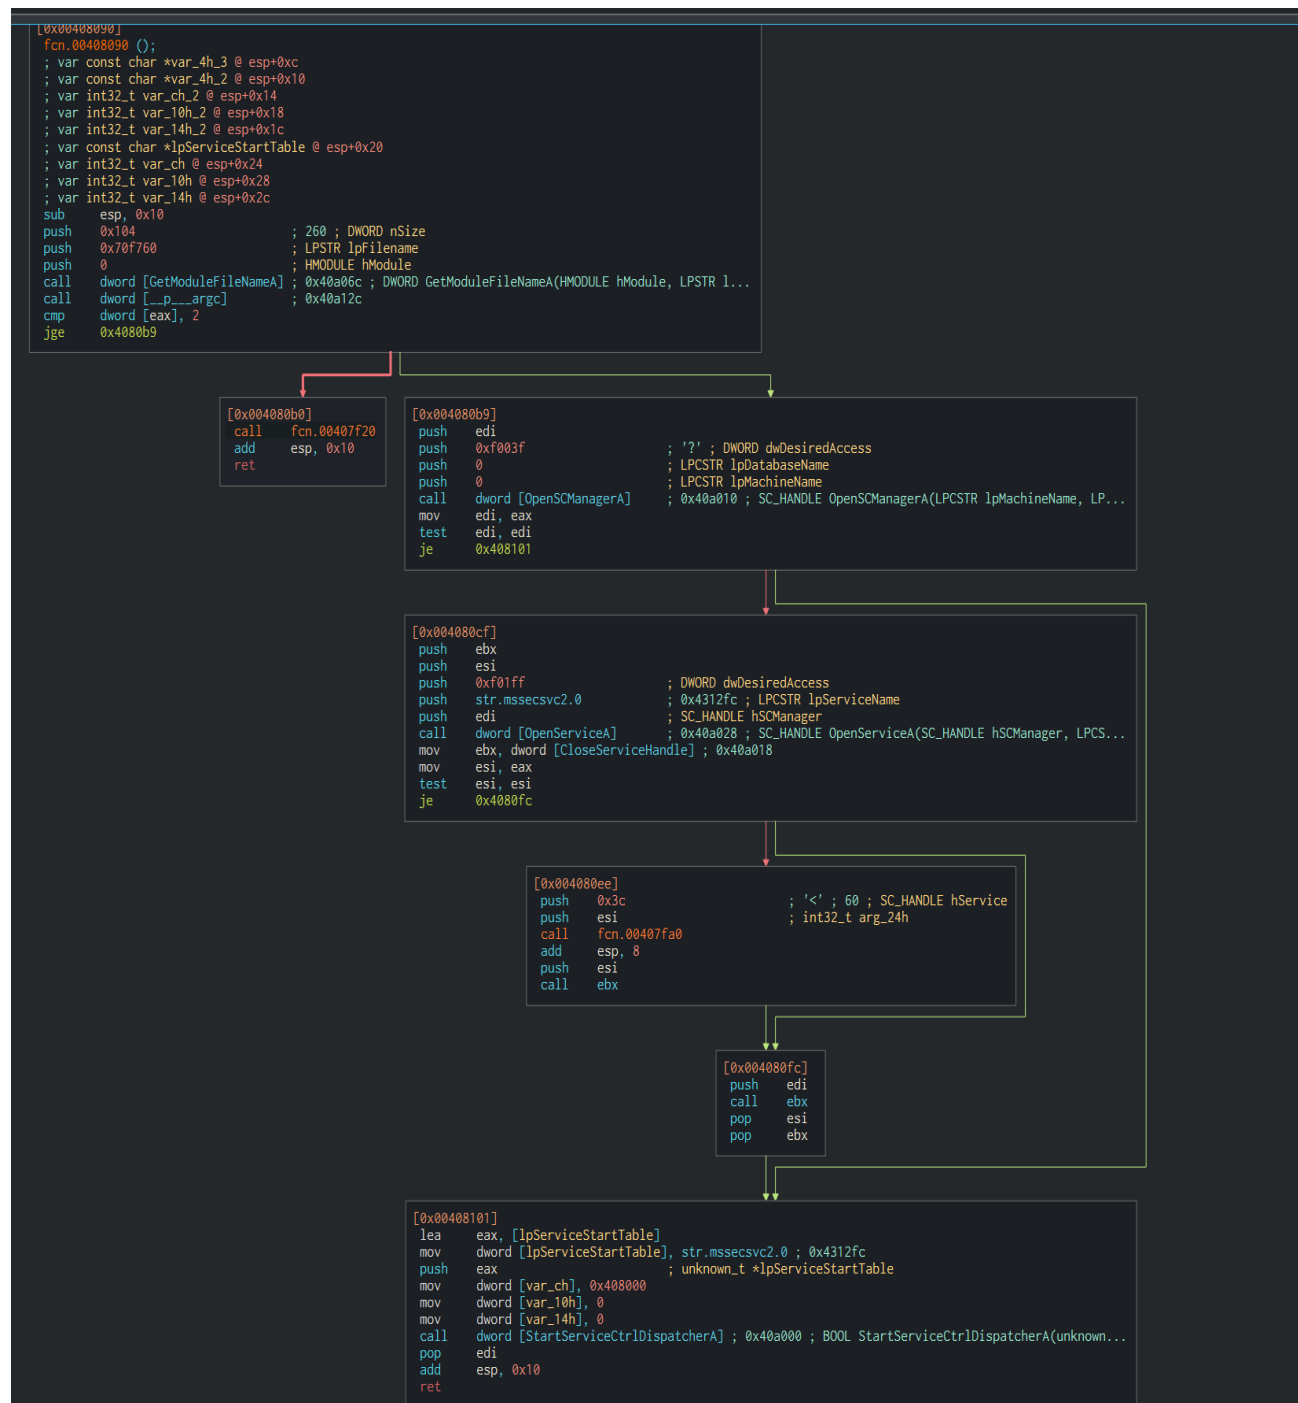 [0x00408090]
fcn.00408090 ();
; var const char *var_4h_3 @ esp+0xc
; var const char *var_4h_2 @ esp+0x10
; var int32_t var_ch_2 @ esp+0x14
; var int32_t var_10h_2 @ esp+0x18
; var int32_t var_14h_2 @ esp+0x1c
; var const char *lpServiceStartTable @ esp+0x20
; var int32_t var_ch @ esp+0x24
; var int32_t var_10h @ esp+0x28
; var int32_t var_14h @ esp+0x2c
sub esp, 0x10
push 0x104 ; 260 ; DWORD nSize
push 0x70f760 ; LPSTR lpFilename
push 0 ; HMODULE hModule
call dword [GetModuleFileNameA] ; 0x40a06c ; DWORD GetModuleFileNameA(HMODULE hModule, LPSTR l...
call dword [__p___argc] ; 0x40a12c
cmp dword [eax], 2
jge 0x4080b9
[0x004080b0]
call fcn.00407f20
add esp, 0x10
ret
[0x004080b9]
push edi
push 0xf003f ; '?' ; DWORD dwDesiredAccess
push 0 ; LPCSTR lpDatabaseName
push 0 ; LPCSTR lpMachineName
call dword [OpenSCManagerA] ; 0x40a010 ; SC_HANDLE OpenSCManagerA(LPCSTR lpMachineName, LP...
mov edi, eax
test edi, edi
je 0x408101
[0x004080cf]
push ebx
push esi
push 0xf01ff ; DWORD dwDesiredAccess
push str.mssecsvc2.0 ; 0x4312fc ; LPCSTR lpServiceName
push edi ; SC_HANDLE hSCManager
call dword [OpenServiceA] ; 0x40a028 ; SC_HANDLE OpenServiceA(SC_HANDLE hSCManager, LPCS...
mov ebx, dword [CloseServiceHandle] ; 0x40a018
mov esi, eax
test esi, esi
je 0x4080fc
[0x004080ee]
push 0x3c ; '<' ; 60 ; SC_HANDLE hService
push esi ; int32_t arg_24h
call fcn.00407fa0
add esp, 8
push esi
call ebx
[0x004080fc]
push edi
call ebx
pop esi
pop ebx
[0x00408101]
lea eax, [lpServiceStartTable]
mov dword [lpServiceStartTable], str.mssecsvc2.0 ; 0x4312fc
push eax ; unknown_t *lpServiceStartTable
mov dword [var_ch], 0x408000
mov dword [var_10h], 0
mov dword [var_14h], 0
call dword [StartServiceCtrlDispatcherA] ; 0x40a000 ; BOOL StartServiceCtrlDispatcherA(unknown...
pop edi
add esp, 0x10
ret